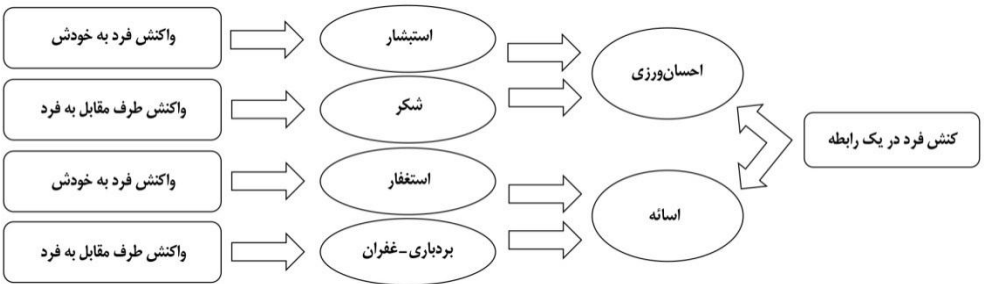 واکنش فرد به خودش
استبشار
احسان‌ورزی
واکنش طرف مقابل به فرد
شکر
کنش فرد در یک رابطه
واکنش فرد به خودش
استغفار
اسائه
واکنش طرف مقابل به فرد
بردباری-غفران